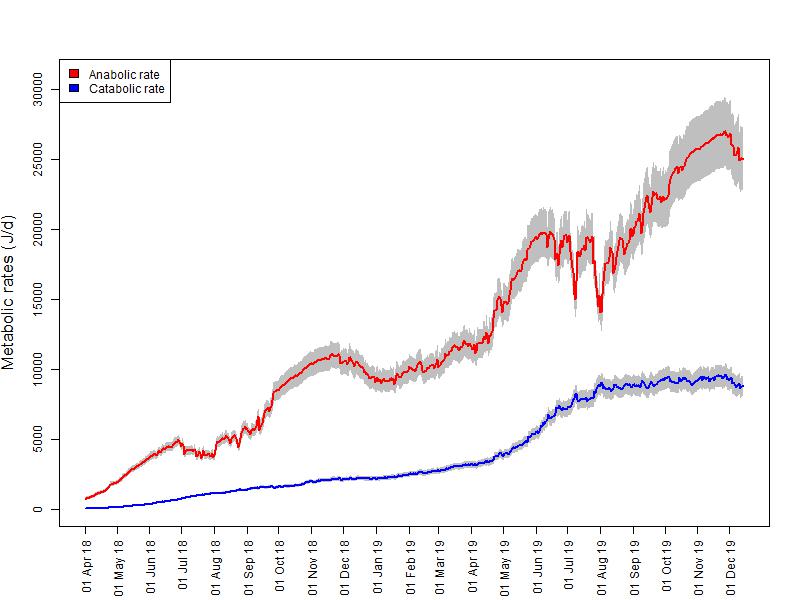 Anabolic rate
Catabolic rate
Metabolic rates (J/d)
30000
25000
20000
15000
10000
5000
0
01 Apr 18
01 May 18
01 Jun 18
01 Jul 18
01 Aug 18
01 Sep 18
01 Oct 18
01 Nov 18
01 Dec 18
01 Jan 19
01 Feb 19
01 Mar 19
01 Apr 19
01 May 19
01 Jun 19
01 Jul 19
01 Aug 19
01 Sep 19
01 Oct 19
01 Nov 19
01 Dec 19